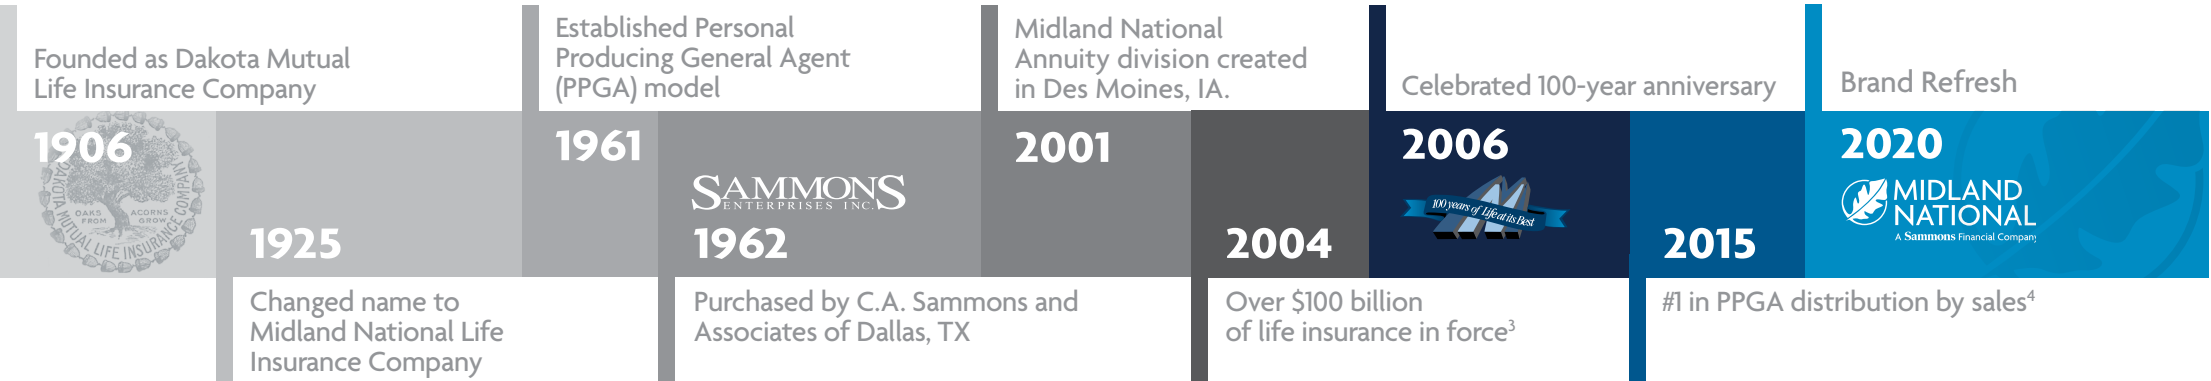 Founded as Dakota Mutual
Life Insurance Company
1906
DAKOTA MUTUAL LIFE INSURANCE COMPANY
OAKS FROM
ACORNS GROW
1925
Changed name to
Midland National Life
Insurance Company
Established Personal
Producing General Agent
(PPGA) model
1961
SAMMONS
ENTERPRISES INC.
1962
Purchased by C.A. Sammons and
Associates of Dallas, TX
Midland National
Annuity division created
in Des Moines, IA.
2001
2004
Over $100 billion
of life insurance in force3
Celebrated 100-year anniversary
2006
100 years of Life at its Best
2015
#1 in PPGA distribution by sales4
Brand Refresh
2020
MIDLAND
NATIONAL
A Sammons Financial Company